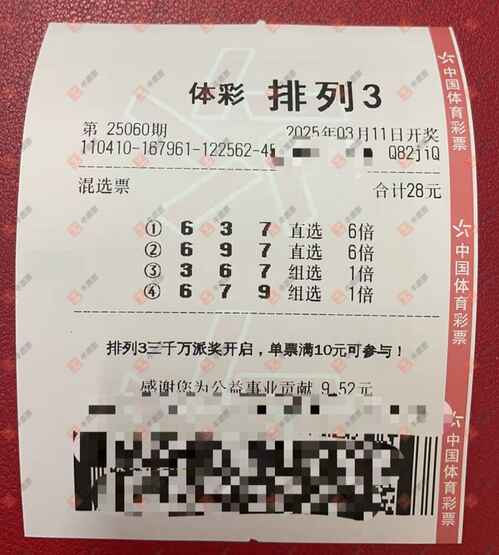 体彩 排列3
第 25060期 2025年03月11日开奖
110410-167961-122562-45 Q82jiQ
混选票 合计28元
① 6 3 7 直选 6倍
② 6 9 7 直选 6倍
③ 3 6 7 组选 1倍
④ 6 7 9 组选 1倍
排列3三千万派奖开启，单票满10元可参与！
感谢您为公益事业贡献 9.52元
中国体育彩票
中国体育彩票
中国体育彩票